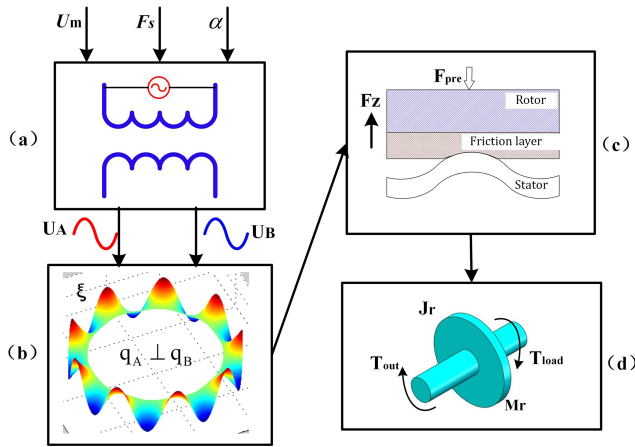 Um Fs α
(a)
UA UB
(b)
ξ
qA ⊥ qB
Fpre
Fz
Rotor
Friction layer
Stator
(c)
Jr
Tout
Tload
Mr
(d)